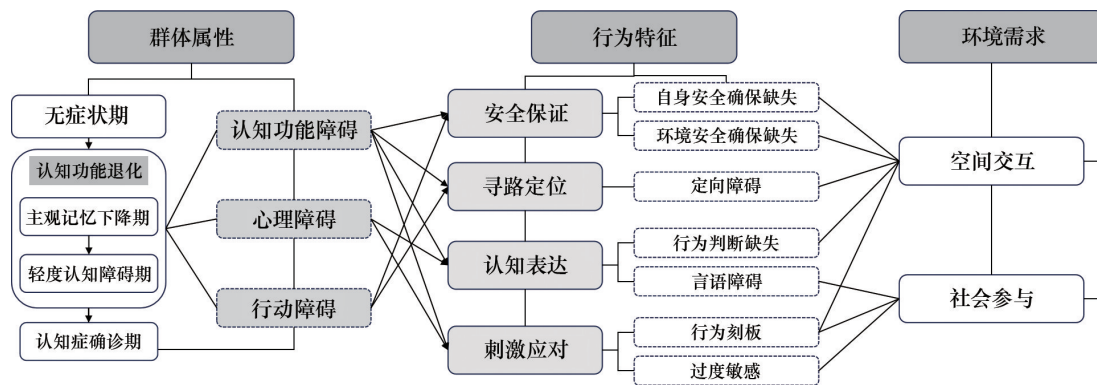 群体属性
行为特征
环境需求
无症状期
认知功能退化
主观记忆下降期
轻度认知障碍期
认知症确诊期
认知功能障碍
心理障碍
行动障碍
安全保证
寻路定位
认知表达
刺激应对
自身安全确保缺失
环境安全确保缺失
定向障碍
行为判断缺失
言语障碍
行为刻板
过度敏感
空间交互
社会参与